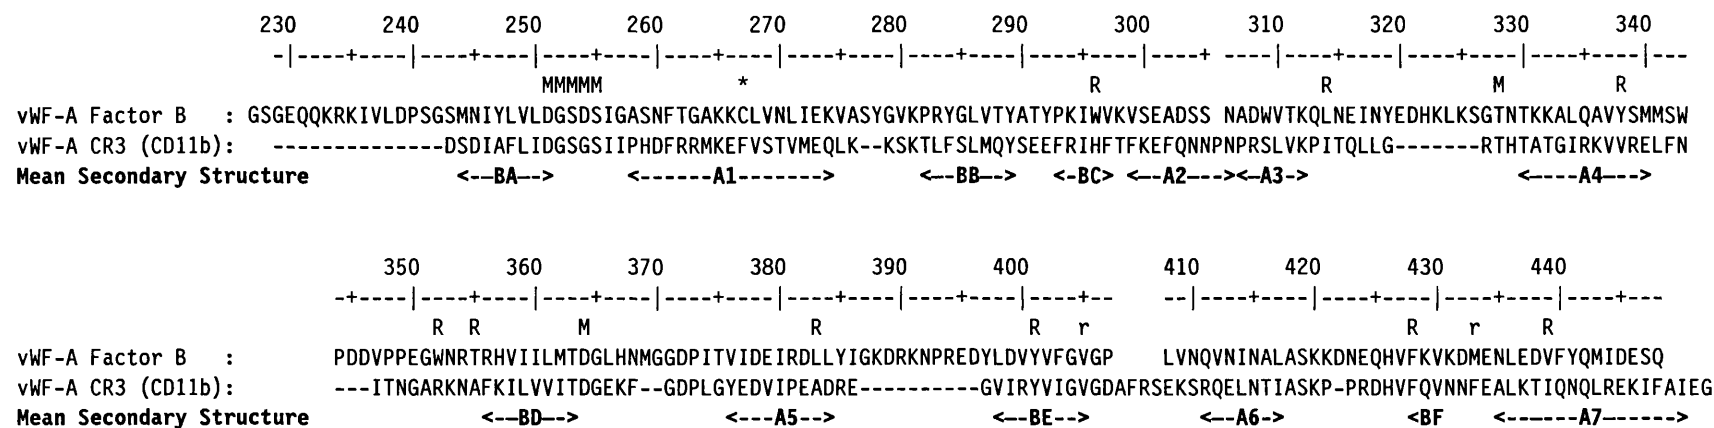 230 240 250 260 270 280 290 300 310 320 330 340
-|----+----|----+----|----+----|----+----|----+----|----+----|----+----|----+ ----|----+----|----+----|----+----|----+---
MMMMM * R R M R
vWF-A Factor B : GSGEQQKRKIVLDPSGSMNIYLVLDGSDSIGASNFTGAKKCLVNLIEKVASYGVKPRYGLVTYATYPKIWVKVSEADSS NADWVTKQLNEINYEDHKLKSGTNTKKALQAVYSMMSW
vWF-A CR3 (CD11b): --------------DSDIAFLIDGSGSIIPHDFRRMKEFVSTVMEQLK--KSKTLFSLMQYSEEFRIHFTFKEFQNNPNPRSLVKPITQLLG-------RTHTATGIRKVVRELFN
Mean Secondary Structure <--BA--> <------A1-------> <--BB--> <-BC> <--A2---><-A3-> <----A4--->
350 360 370 380 390 400 410 420 430 440
-+----|----+----|----+----|----+----|----+----|----+----|----+-- --|----+----|----+----|----+----|----+---
R R M R R r R r R
vWF-A Factor B : PDDVPPEGWNRTRHVIILMTDGLHNMGGDPITVIDEIRDLLYIGKDRKNPREDYLDVYVFGVGP LVNQVNINALASKKDNEQHVFKVKDMENLEDVFYQMIDESQ
vWF-A CR3 (CD11b): ---ITNGARKNAFKILVVITDGEKF--GDPLGYEDVIPEADRE----------GVIRYVIGVGDAFRSEKSRQELNTIASKP-PRDHVFQVNNFEALKTIQNQLREKIFAIEG
Mean Secondary Structure <--BD--> <---A5---> <--BE--> <--A6-> <BF <------A7------>